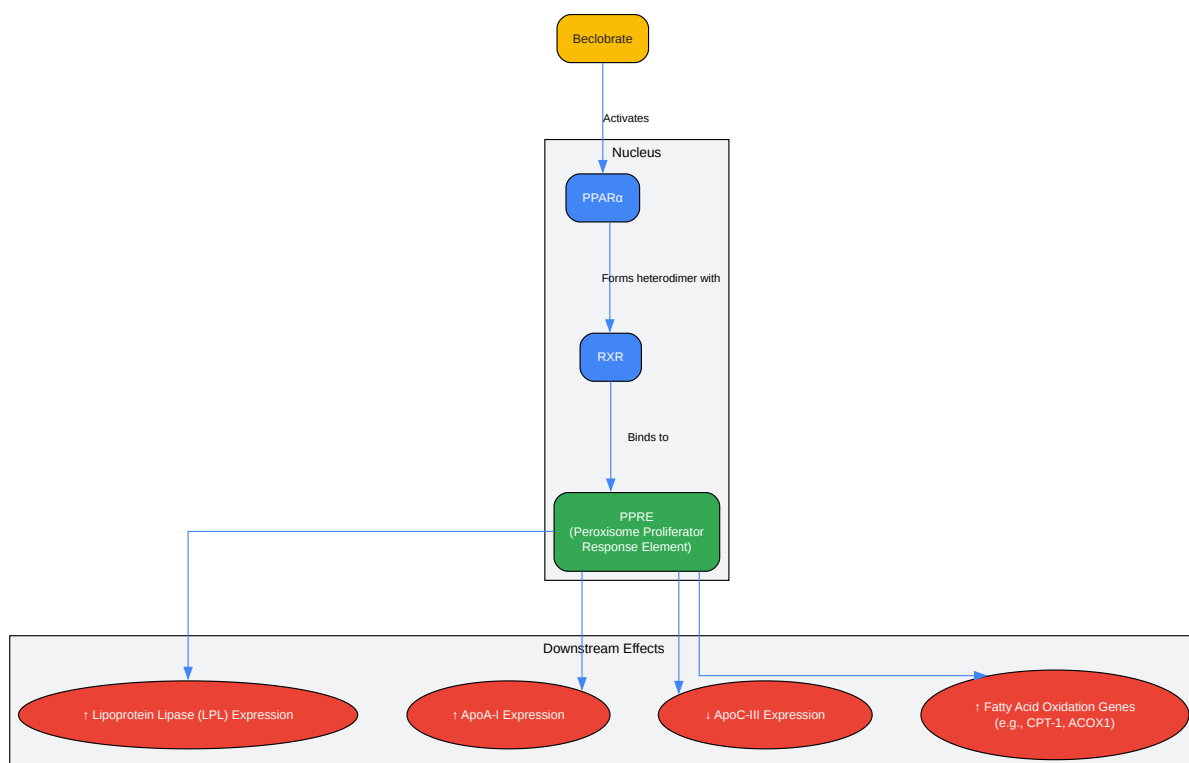 Beclobrate
Activates
Nucleus
PPARα
Forms heterodimer with
RXR
Binds to
PPRE
(Peroxisome Proliferator
Response Element)
Downstream Effects
↑ Lipoprotein Lipase (LPL) Expression
↑ ApoA-I Expression
↓ ApoC-III Expression
↑ Fatty Acid Oxidation Genes
(e.g., CPT-1, ACOX1)